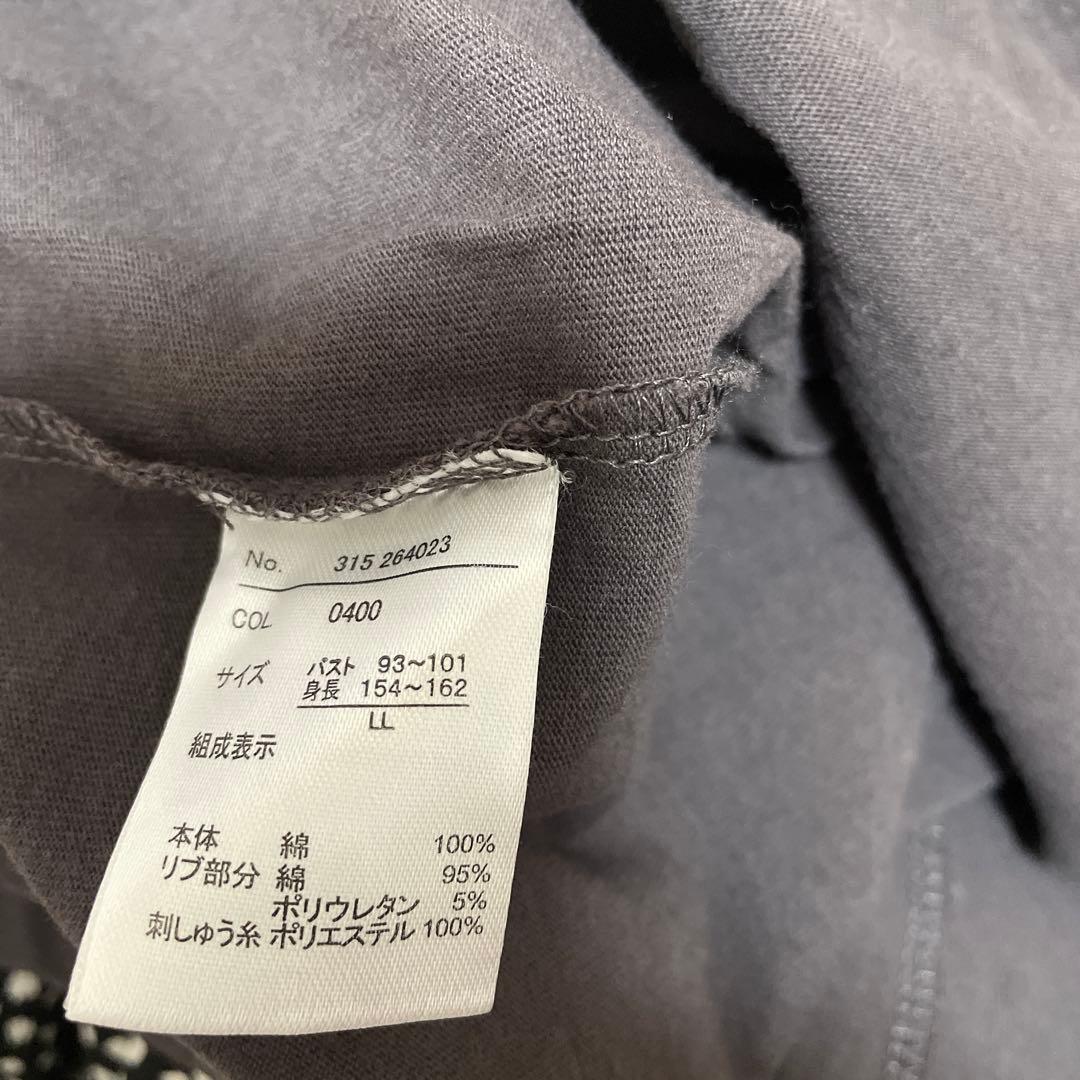 No. 315 264023
COL 0400
サイズ バスト 93～101
身長 154～162
LL
組成表示
本体 綿 100%
リブ部分 綿 95%
ポリウレタン 5%
刺しゅう糸 ポリエステル 100%